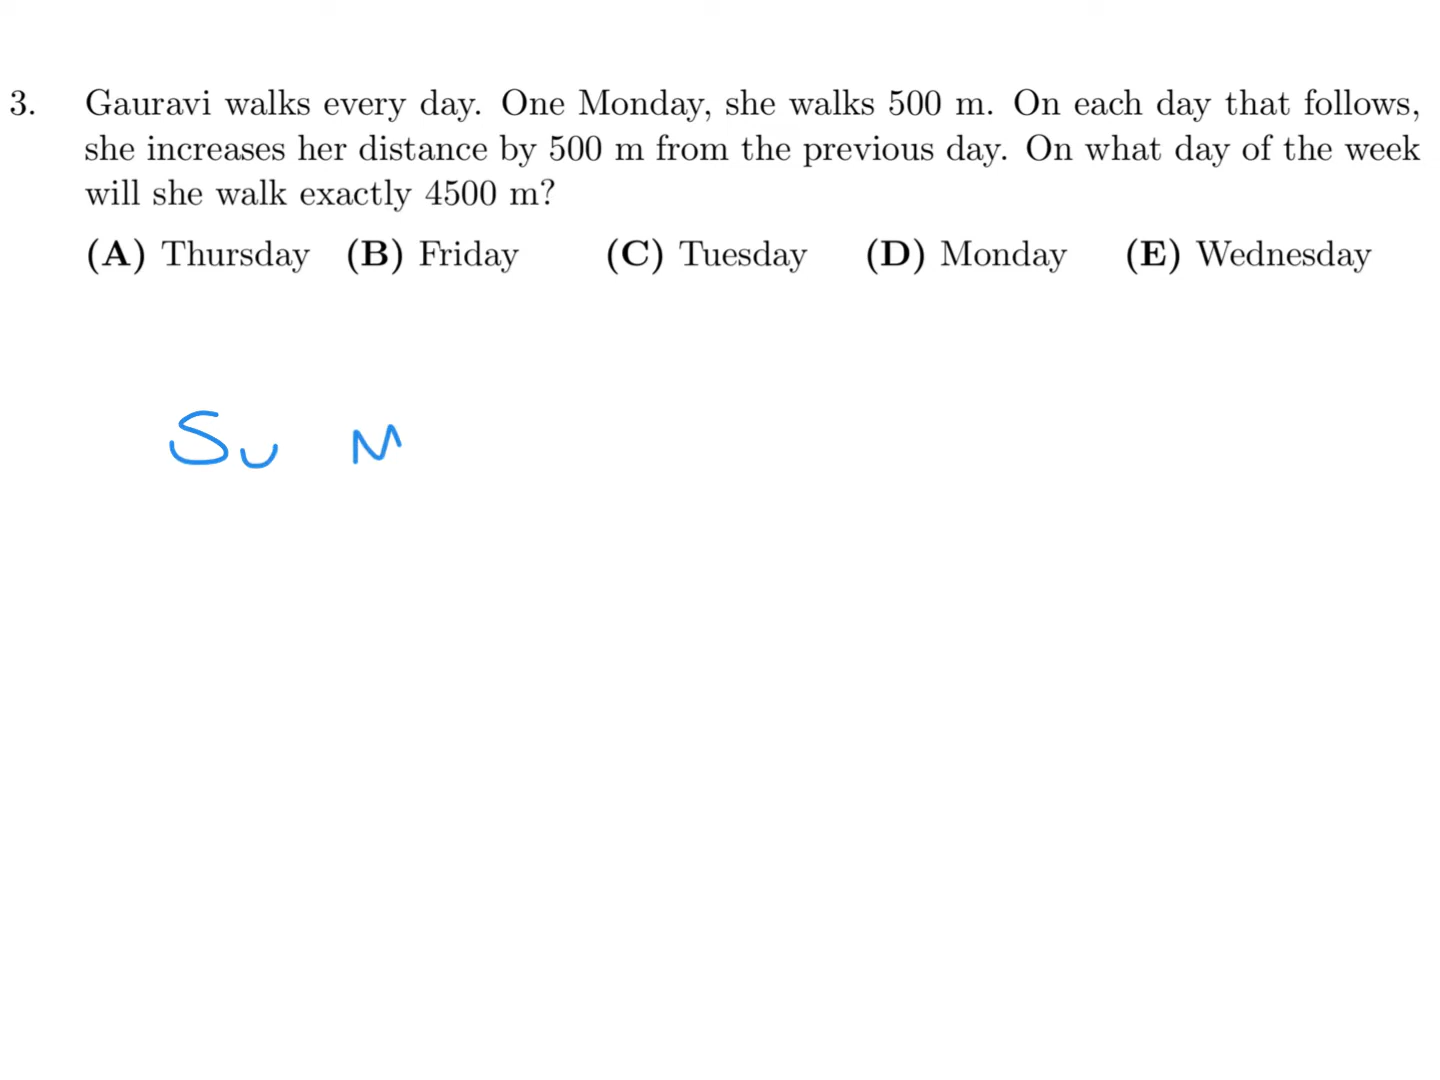 3. Gauravi walks every day. One Monday, she walks 500 m. On each day that follows,
she increases her distance by 500 m from the previous day. On what day of the week
will she walk exactly 4500 m?
(A) Thursday (B) Friday (C) Tuesday (D) Monday (E) Wednesday
Su M